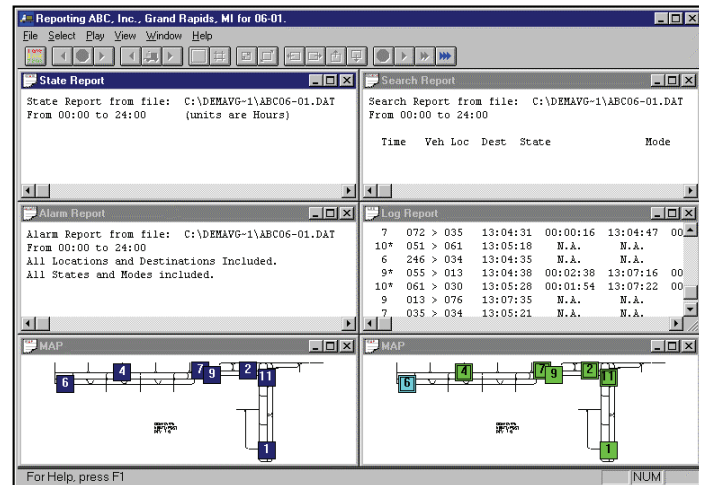 Reporting ABC, Inc., Grand Rapids, MI for 06-01.
File Select Play View Window Help
State Report
State Report from file: C:\DEMAVG~1\ABC06-01.DAT
From 00:00 to 24:00 (units are Hours)
Search Report
Search Report from file: C:\DEMAVG~1\ABC06-01.DAT
From 00:00 to 24:00
Time Veh Loc Dest State Mode
Alarm Report
Alarm Report from file: C:\DEMAVG~1\ABC06-01.DAT
From 00:00 to 24:00
All Locations and Destinations Included.
All States and Modes included.
Log Report
7 072 > 035 13:04:31 00:00:16 13:04:47 00
10* 051 > 061 13:05:18 N.A. N.A.
6 246 > 034 13:04:35 N.A. N.A.
9* 055 > 013 13:04:38 00:02:38 13:07:16 00
10* 061 > 030 13:05:28 00:01:54 13:07:22 00
9 013 > 076 13:07:35 N.A. N.A.
7 035 > 034 13:05:21 N.A. N.A.
MAP
6 4 7 9 2 11
1
MAP
6 4 7 9 2 11
1
For Help, press F1
NUM